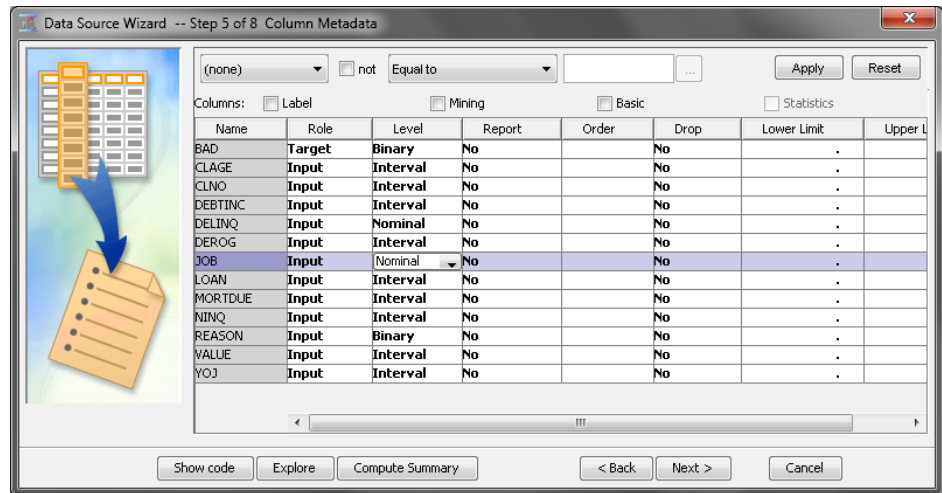 Data Source Wizard -- Step 5 of 8 Column Metadata
(none) not Equal to ... Apply Reset
Columns: Label Mining Basic Statistics
Name Role Level Report Order Drop Lower Limit Upper L
BAD Target Binary No No .
CLAGE Input Interval No No .
CLNO Input Interval No No .
DEBTINC Input Interval No No .
DELINQ Input Nominal No No .
DEROG Input Interval No No .
JOB Input Nominal No No .
LOAN Input Interval No No .
MORTDUE Input Interval No No .
NINQ Input Interval No No .
REASON Input Binary No No .
VALUE Input Interval No No .
YOJ Input Interval No No .
Show code Explore Compute Summary < Back Next > Cancel